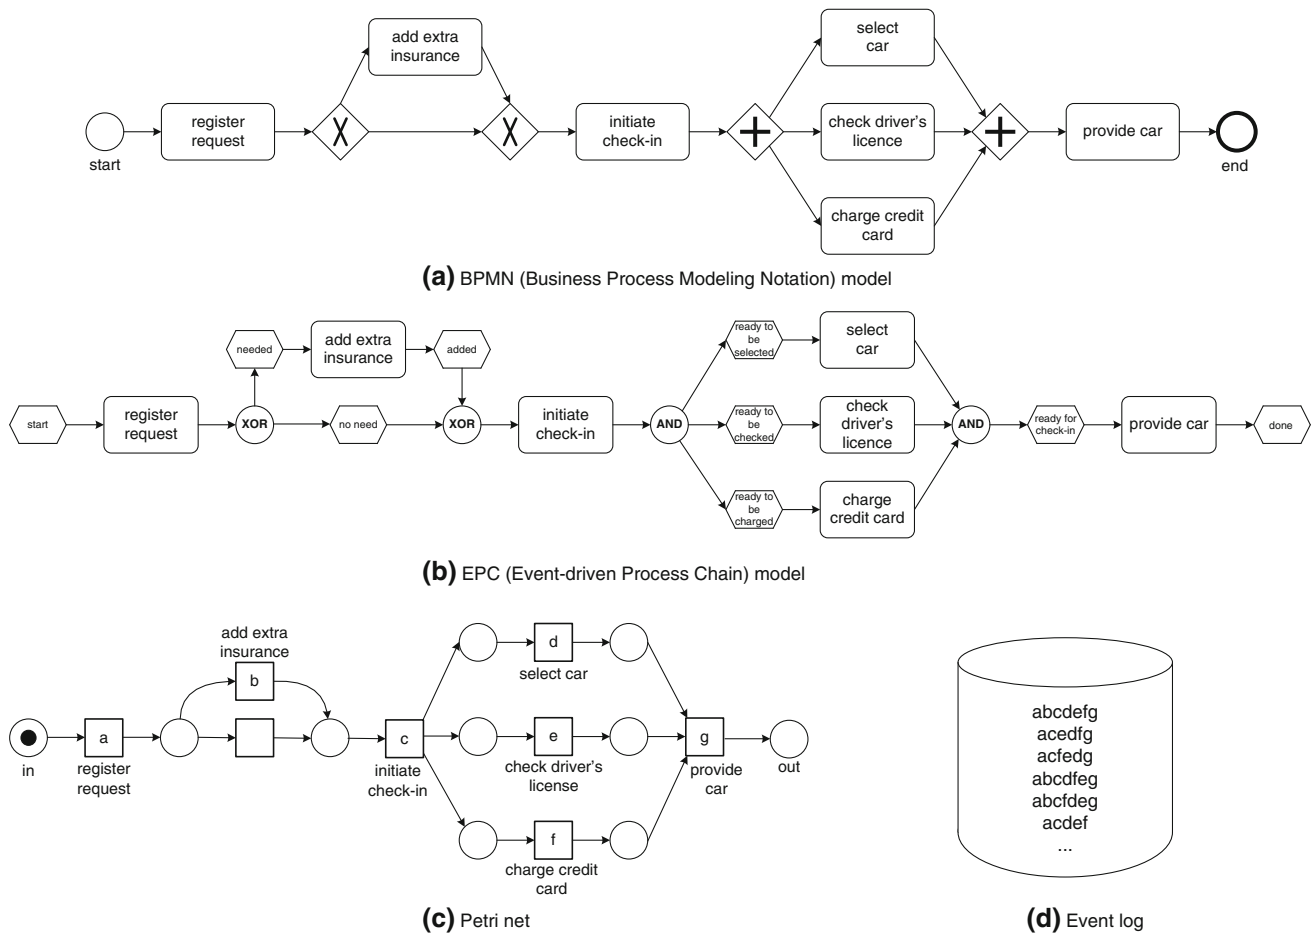 add extra
insurance
select
car
register
request
X
X
initiate
check-in
+
check driver's
licence
+
provide car
start
end
charge credit
card
(a) BPMN (Business Process Modeling Notation) model
needed
add extra
insurance
added
ready to
be
selected
select
car
start
register
request
XOR
no need
XOR
initiate
check-in
AND
ready to
be
checked
check
driver's
licence
AND
ready for
check-in
provide car
done
ready to
be
charged
charge
credit card
(b) EPC (Event-driven Process Chain) model
add extra
insurance
b
d
select car
in
a
register
request
c
initiate
check-in
e
check driver's
license
g
provide
car
out
f
charge credit
card
(c) Petri net
abcdefg
acedfg
acfedg
abcdfeg
abcfdeg
acdef
...
(d) Event log